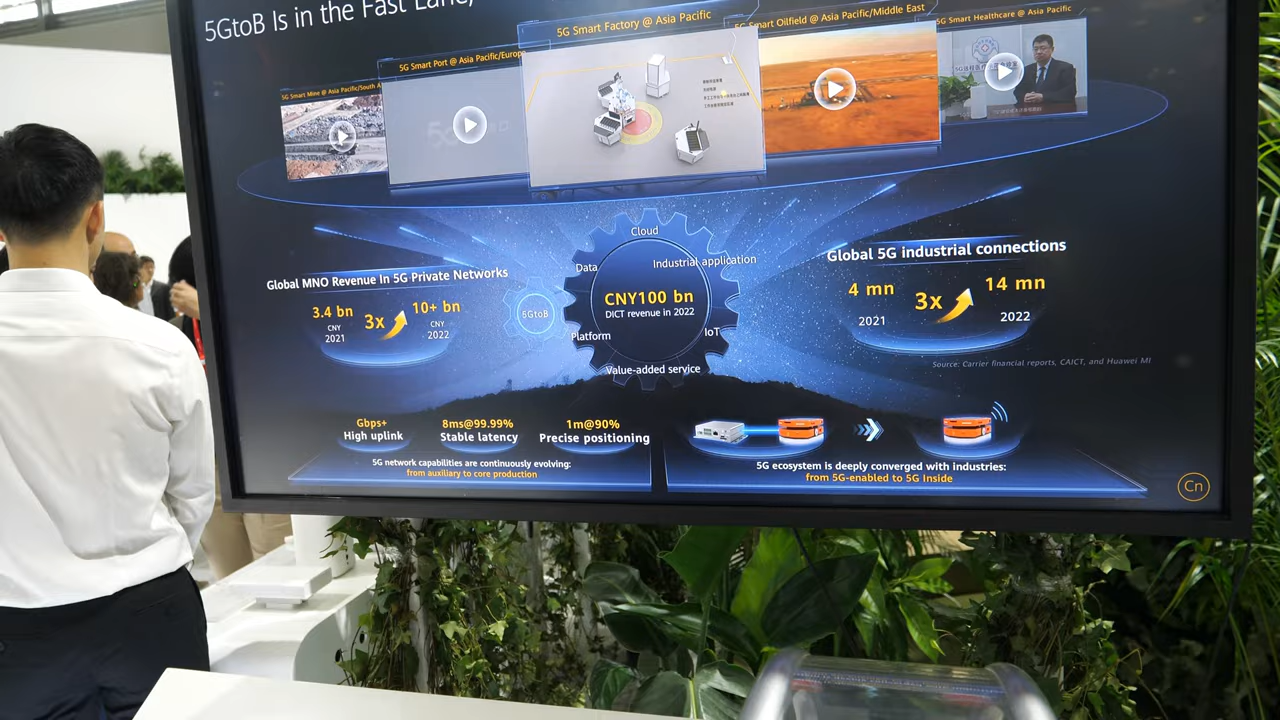 5GtoB Is in the Fast Lane,
5G Smart Mine @ Asia Pacific/South A
5G Smart Port @ Asia Pacific/Europe
5G Smart Factory @ Asia Pacific
5G Smart Oilfield @ Asia Pacific/Middle East
5G Smart Healthcare @ Asia Pacific
Global MNO Revenue In 5G Private Networks
3.4 bn
CNY
2021
3x
10+ bn
CNY
2022
5GtoB
Cloud
Data
Industrial application
CNY100 bn
DICT revenue in 2022
Platform
IoT
Value-added service
Global 5G industrial connections
4 mn
2021
3x
14 mn
2022
Source: Carrier financial reports, CAICT, and Huawei MI
Gbps+
High uplink
8ms@99.99%
Stable latency
1m@90%
Precise positioning
5G network capabilities are continuously evolving:
from auxiliary to core production
5G ecosystem is deeply converged with industries:
from 5G-enabled to 5G Inside
Cn